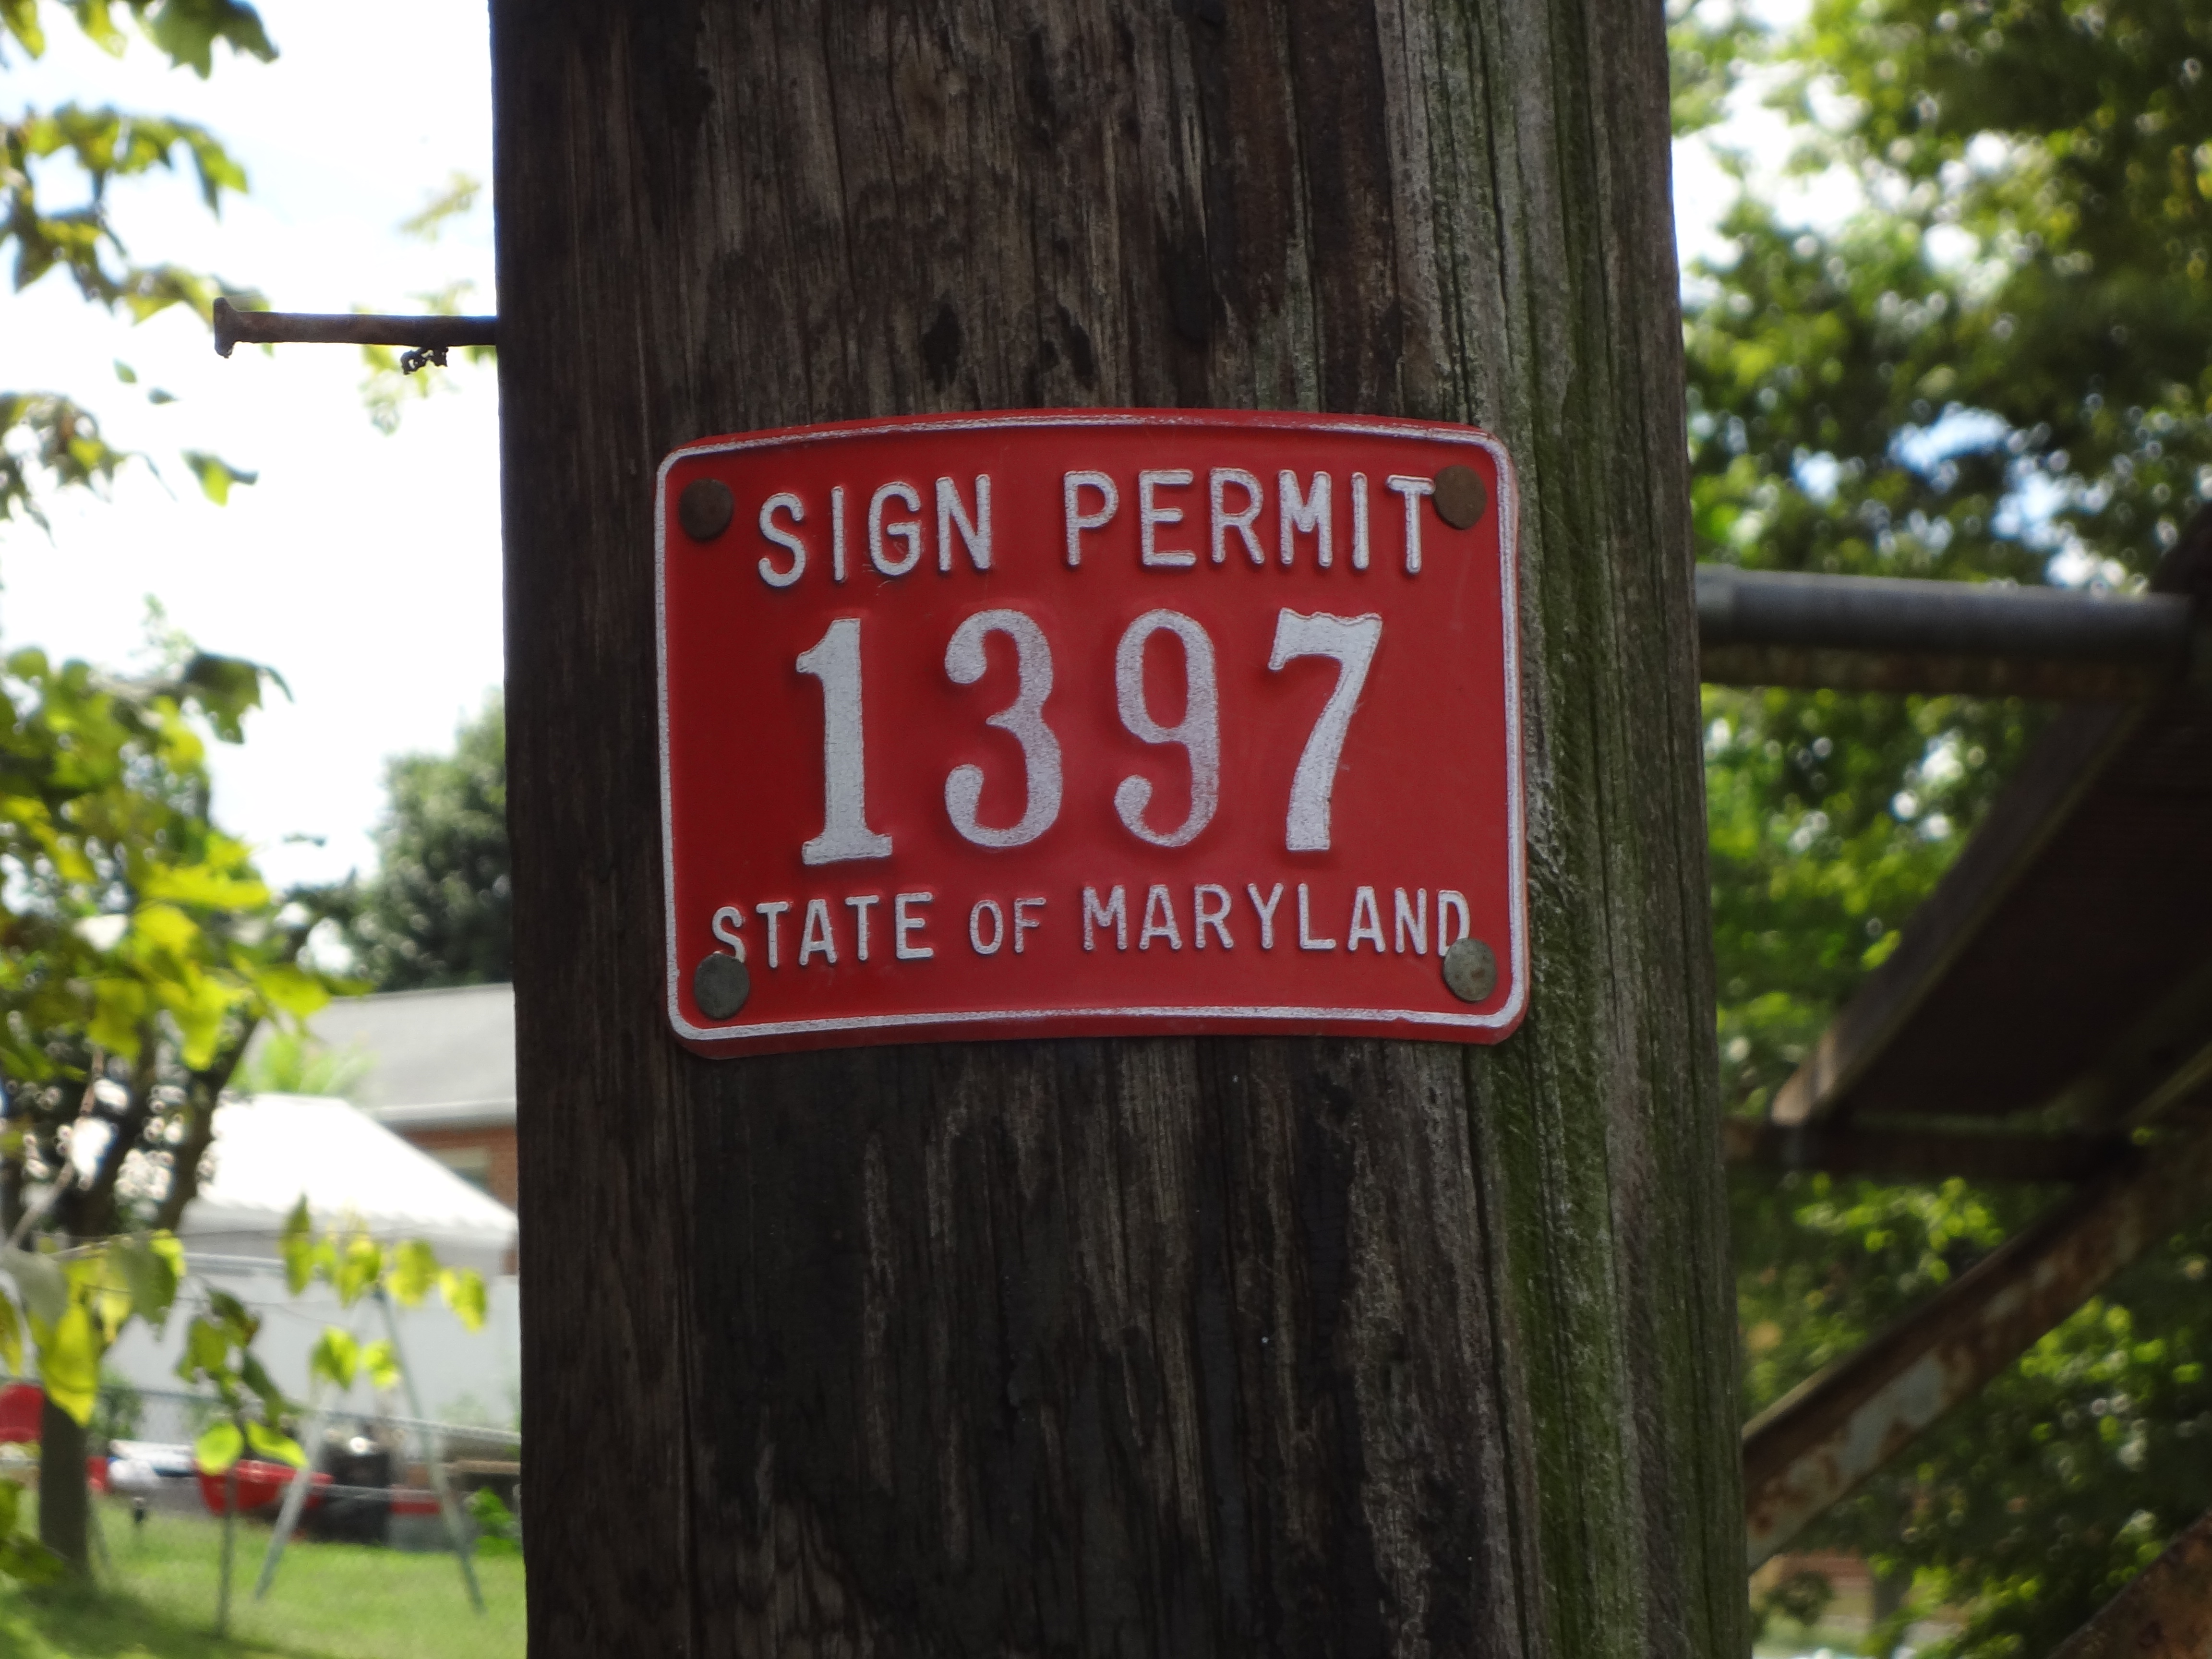 SIGN PERMIT
1397
STATE OF MARYLAND